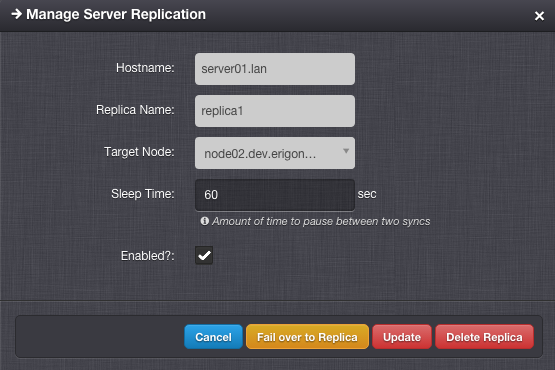 Manage Server Replication
Hostname: server01.lan
Replica Name: replica1
Target Node: node02.dev.erigon...
Sleep Time: 60 sec
Amount of time to pause between two syncs
Enabled?:
Cancel Fail over to Replica Update Delete Replica